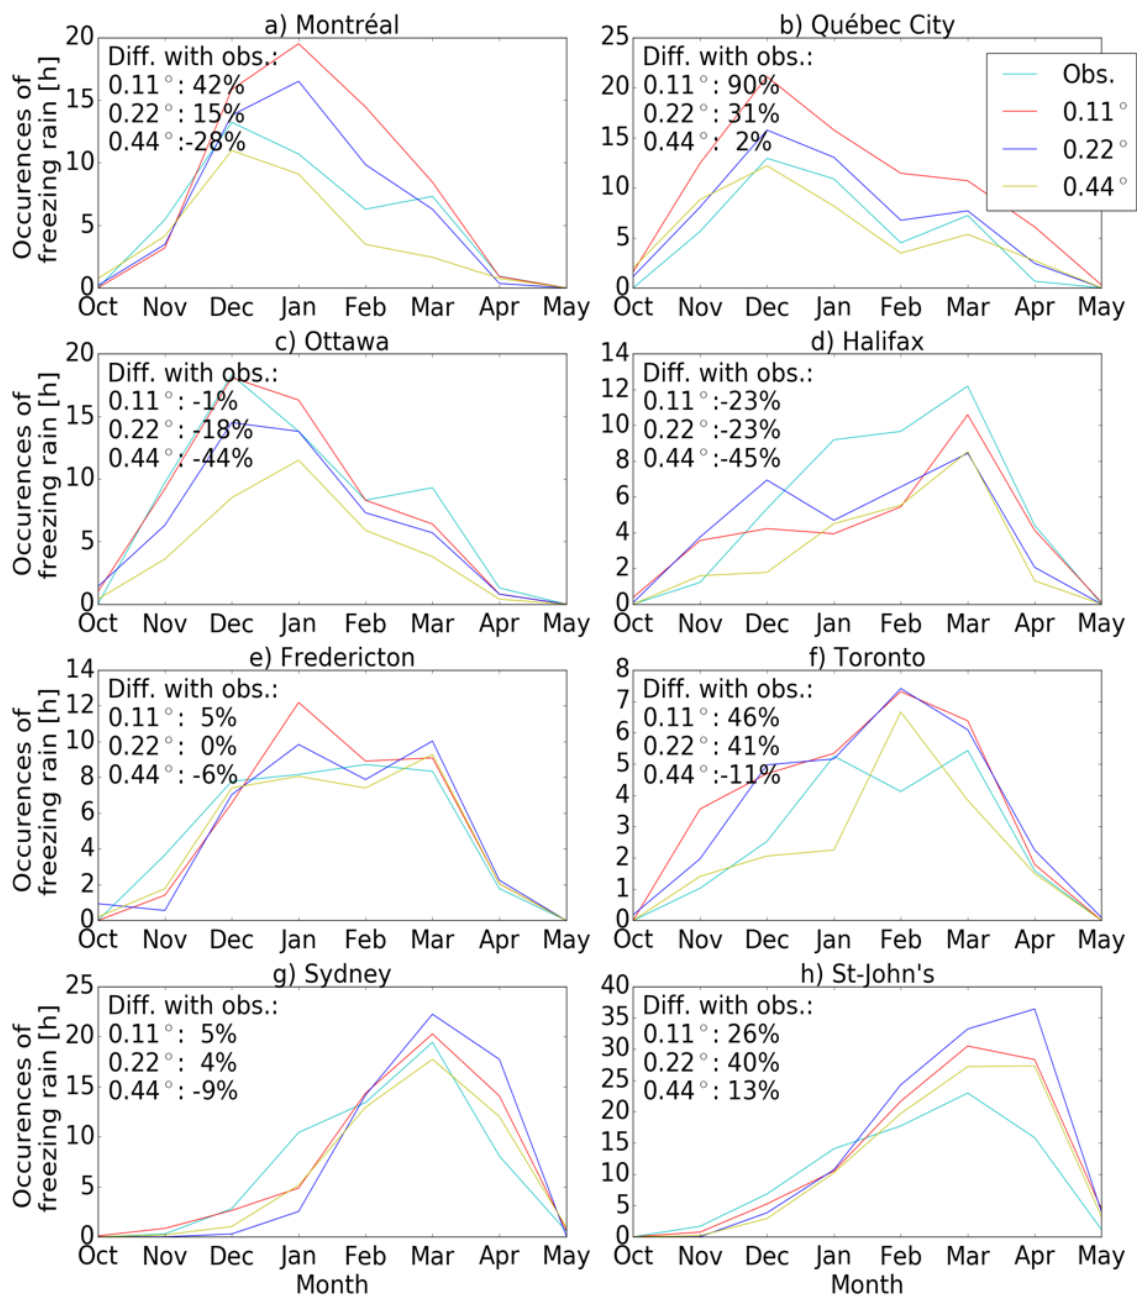 a) Montréal
Occurences of
freezing rain [h]
20
15
10
5
0
Diff. with obs.:
0.11°: 42%
0.22°: 15%
0.44°:-28%
Oct Nov Dec Jan Feb Mar Apr May
b) Québec City
25
20
15
10
5
0
Diff. with obs.:
0.11°: 90%
0.22°: 31%
0.44°: 2%
Obs.
0.11°
0.22°
0.44°
Oct Nov Dec Jan Feb Mar Apr May
c) Ottawa
Occurences of
freezing rain [h]
20
15
10
5
0
Diff. with obs.:
0.11°: -1%
0.22°: -18%
0.44°: -44%
Oct Nov Dec Jan Feb Mar Apr May
d) Halifax
14
12
10
8
6
4
2
0
Diff. with obs.:
0.11°:-23%
0.22°:-23%
0.44°:-45%
Oct Nov Dec Jan Feb Mar Apr May
e) Fredericton
Occurences of
freezing rain [h]
14
12
10
8
6
4
2
0
Diff. with obs.:
0.11°: 5%
0.22°: 0%
0.44°: -6%
Oct Nov Dec Jan Feb Mar Apr May
f) Toronto
8
7
6
5
4
3
2
1
0
Diff. with obs.:
0.11°: 46%
0.22°: 41%
0.44°:-11%
Oct Nov Dec Jan Feb Mar Apr May
g) Sydney
Occurences of
freezing rain [h]
25
20
15
10
5
0
Diff. with obs.:
0.11°: 5%
0.22°: 4%
0.44°: -9%
Oct Nov Dec Jan Feb Mar Apr May
Month
h) St-John's
40
35
30
25
20
15
10
5
0
Diff. with obs.:
0.11°: 26%
0.22°: 40%
0.44°: 13%
Oct Nov Dec Jan Feb Mar Apr May
Month